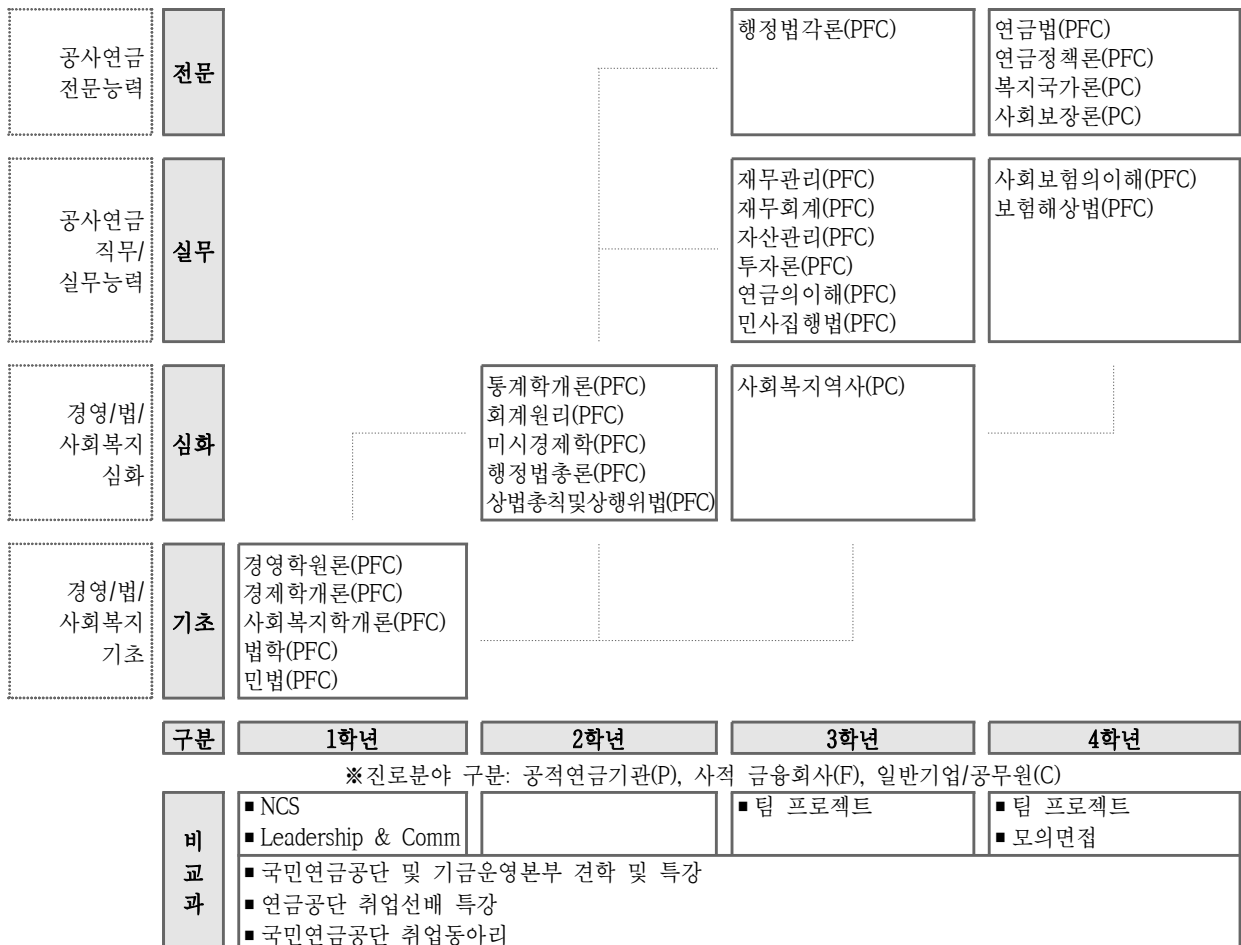 공사연금
전문능력
전문
행정법각론(PFC)
연금법(PFC)
연금정책론(PFC)
복지국가론(PC)
사회보장론(PC)
공사연금
직무/
실무능력
실무
재무관리(PFC)
재무회계(PFC)
자산관리(PFC)
투자론(PFC)
연금의이해(PFC)
민사집행법(PFC)
사회보험의이해(PFC)
보험해상법(PFC)
경영/법/
사회복지
심화
심화
통계학개론(PFC)
회계원리(PFC)
미시경제학(PFC)
행정법총론(PFC)
상법총칙및상행위법(PFC)
사회복지역사(PC)
경영/법/
사회복지
기초
기초
경영학원론(PFC)
경제학개론(PFC)
사회복지학개론(PFC)
법학(PFC)
민법(PFC)
구분 1학년 2학년 3학년 4학년
※진로분야 구분: 공적연금기관(P), 사적 금융회사(F), 일반기업/공무원(C)
비
교
과
▪ NCS
▪ Leadership & Comm
▪ 팀 프로젝트
▪ 팀 프로젝트
▪ 모의면접
▪ 국민연금공단 및 기금운영본부 견학 및 특강
▪ 연금공단 취업선배 특강
▪ 국민연금공단 취업동아리